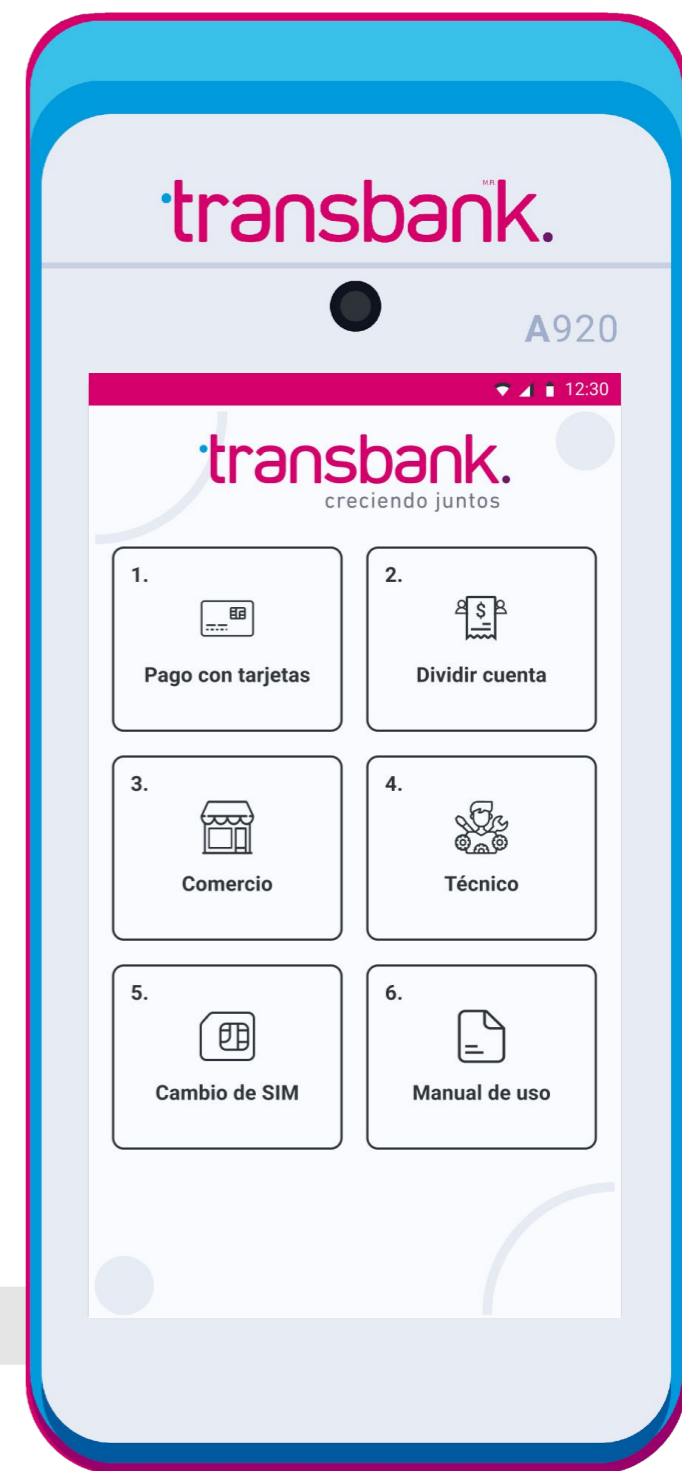 transbank.
M.R.
A920
12:30
transbank.
creciendo juntos
1.
Pago con tarjetas
2.
Dividir cuenta
3.
Comercio
4.
Técnico
5.
Cambio de SIM
6.
Manual de uso